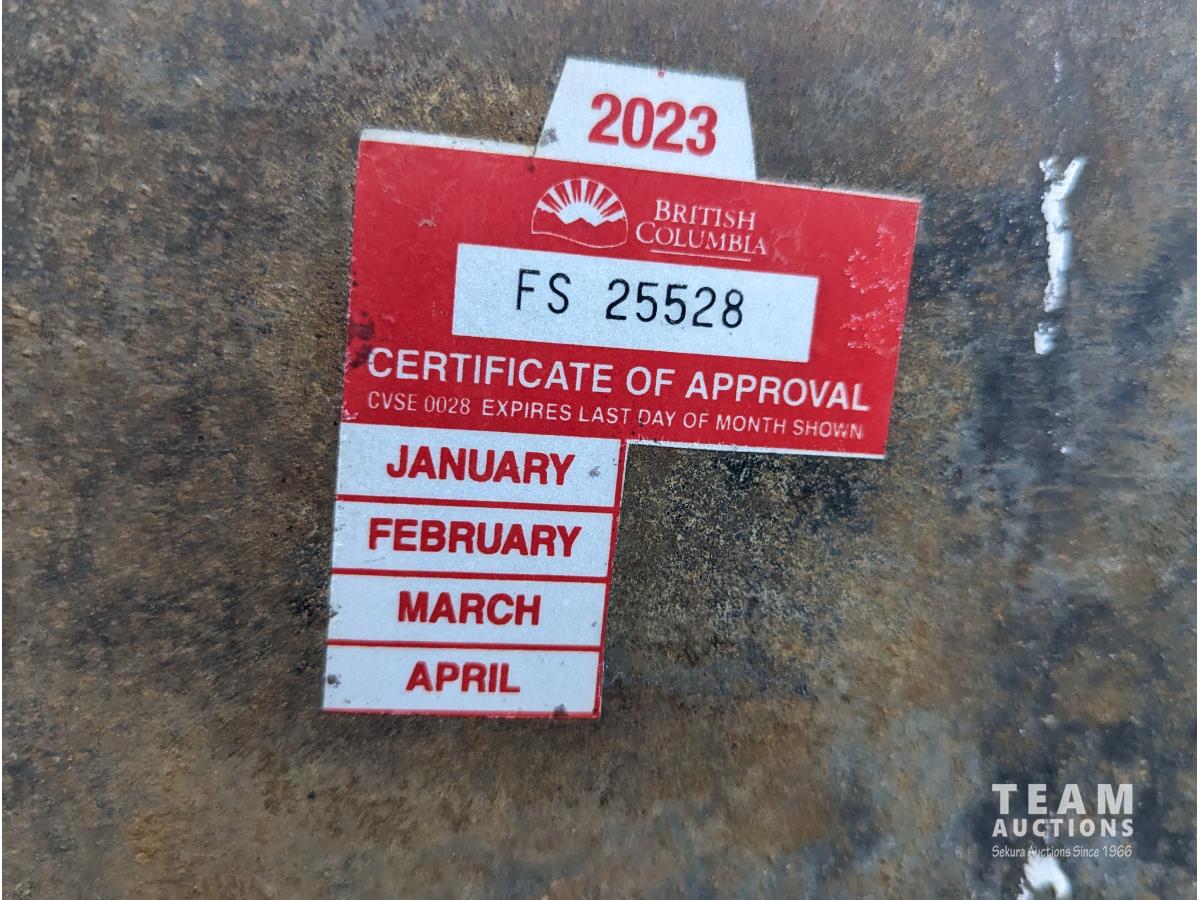 2023
BRITISH
COLUMBIA
FS 25528
CERTIFICATE OF APPROVAL
CVSE 0028 EXPIRES LAST DAY OF MONTH SHOWN
JANUARY
FEBRUARY
MARCH
APRIL
TEAM
AUCTIONS
Sekura Auctions Since 1966